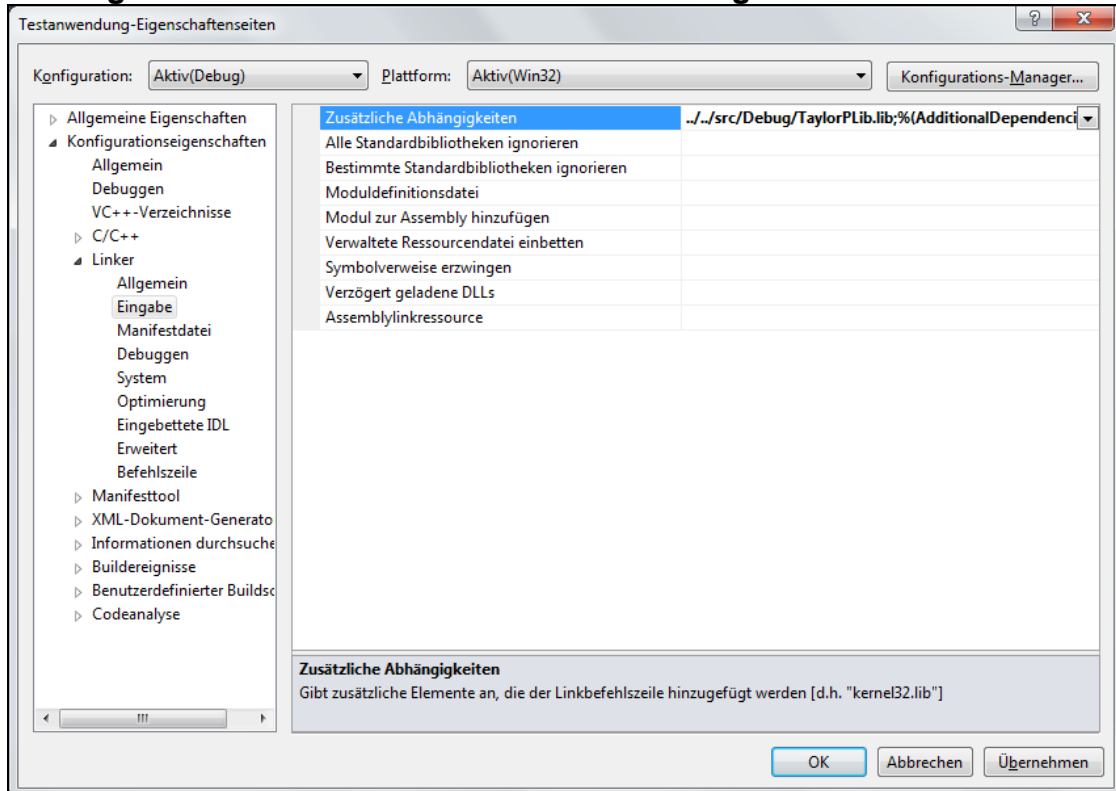 Testanwendung-Eigenschaftenseiten
Konfiguration: Aktiv(Debug) Plattform: Aktiv(Win32) Konfigurations-Manager...
Allgemeine Eigenschaften
Konfigurationseigenschaften
Allgemein
Debuggen
VC++-Verzeichnisse
C/C++
Linker
Allgemein
Eingabe
Manifestdatei
Debuggen
System
Optimierung
Eingebettete IDL
Erweitert
Befehlszeile
Manifesttool
XML-Dokument-Generato
Informationen durchsuche
Buildereignisse
Benutzerdefinierter Buildsc
Codeanalyse
Zusätzliche Abhängigkeiten ../../src/Debug/TaylorPLib.lib;%(AdditionalDependenci
Alle Standardbibliotheken ignorieren
Bestimmte Standardbibliotheken ignorieren
Moduldefinitionsdatei
Modul zur Assembly hinzufügen
Verwaltete Ressourcendatei einbetten
Symbolverweise erzwingen
Verzögert geladene DLLs
Assemblylinkressource
Zusätzliche Abhängigkeiten
Gibt zusätzliche Elemente an, die der Linkbefehlszeile hinzugefügt werden [d.h. "kernel32.lib"]
OK Abbrechen Übernehmen